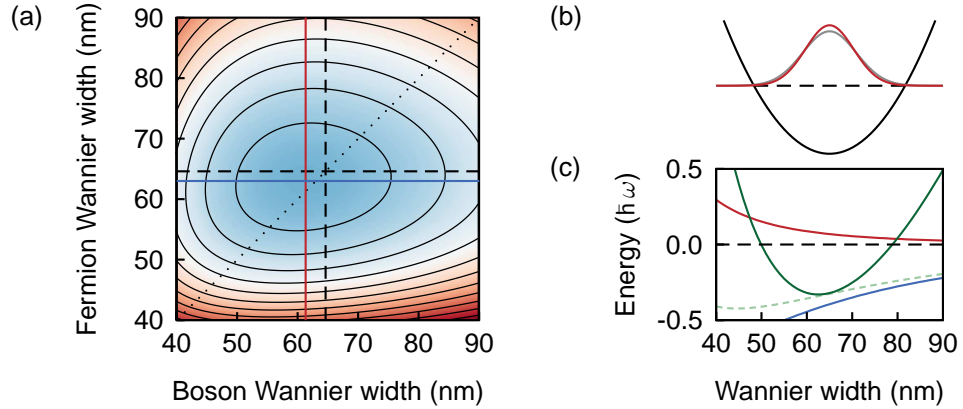 (a)
Fermion Wannier width (nm)
90
80
70
60
50
40
40 50 60 70 80 90
Boson Wannier width (nm)
(b)
(c)
Energy (ħω)
0.5
0.0
-0.5
40 50 60 70 80 90
Wannier width (nm)